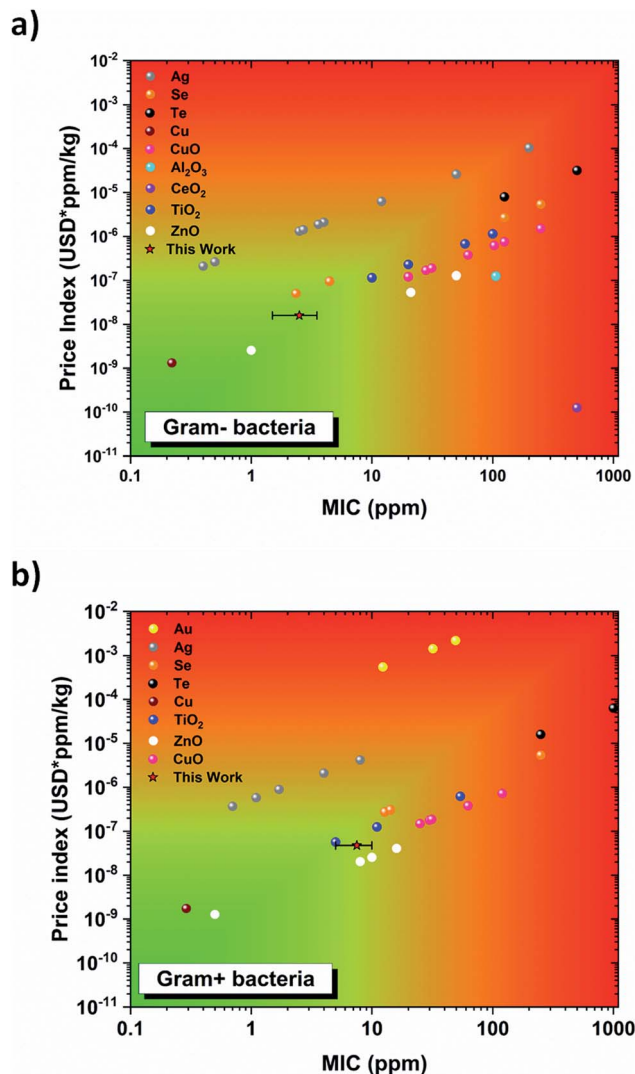 a)
Price Index (USD*ppm/kg)
10⁻²
10⁻³
10⁻⁴
10⁻⁵
10⁻⁶
10⁻⁷
10⁻⁸
10⁻⁹
10⁻¹⁰
10⁻¹¹
Ag
Se
Te
Cu
CuO
Al₂O₃
CeO₂
TiO₂
ZnO
This Work
Gram- bacteria
0.1 1 10 100 1000
MIC (ppm)
b)
Price index (USD*ppm/kg)
10⁻²
10⁻³
10⁻⁴
10⁻⁵
10⁻⁶
10⁻⁷
10⁻⁸
10⁻⁹
10⁻¹⁰
10⁻¹¹
Au
Ag
Se
Te
Cu
TiO₂
ZnO
CuO
This Work
Gram+ bacteria
0.1 1 10 100 1000
MIC (ppm)